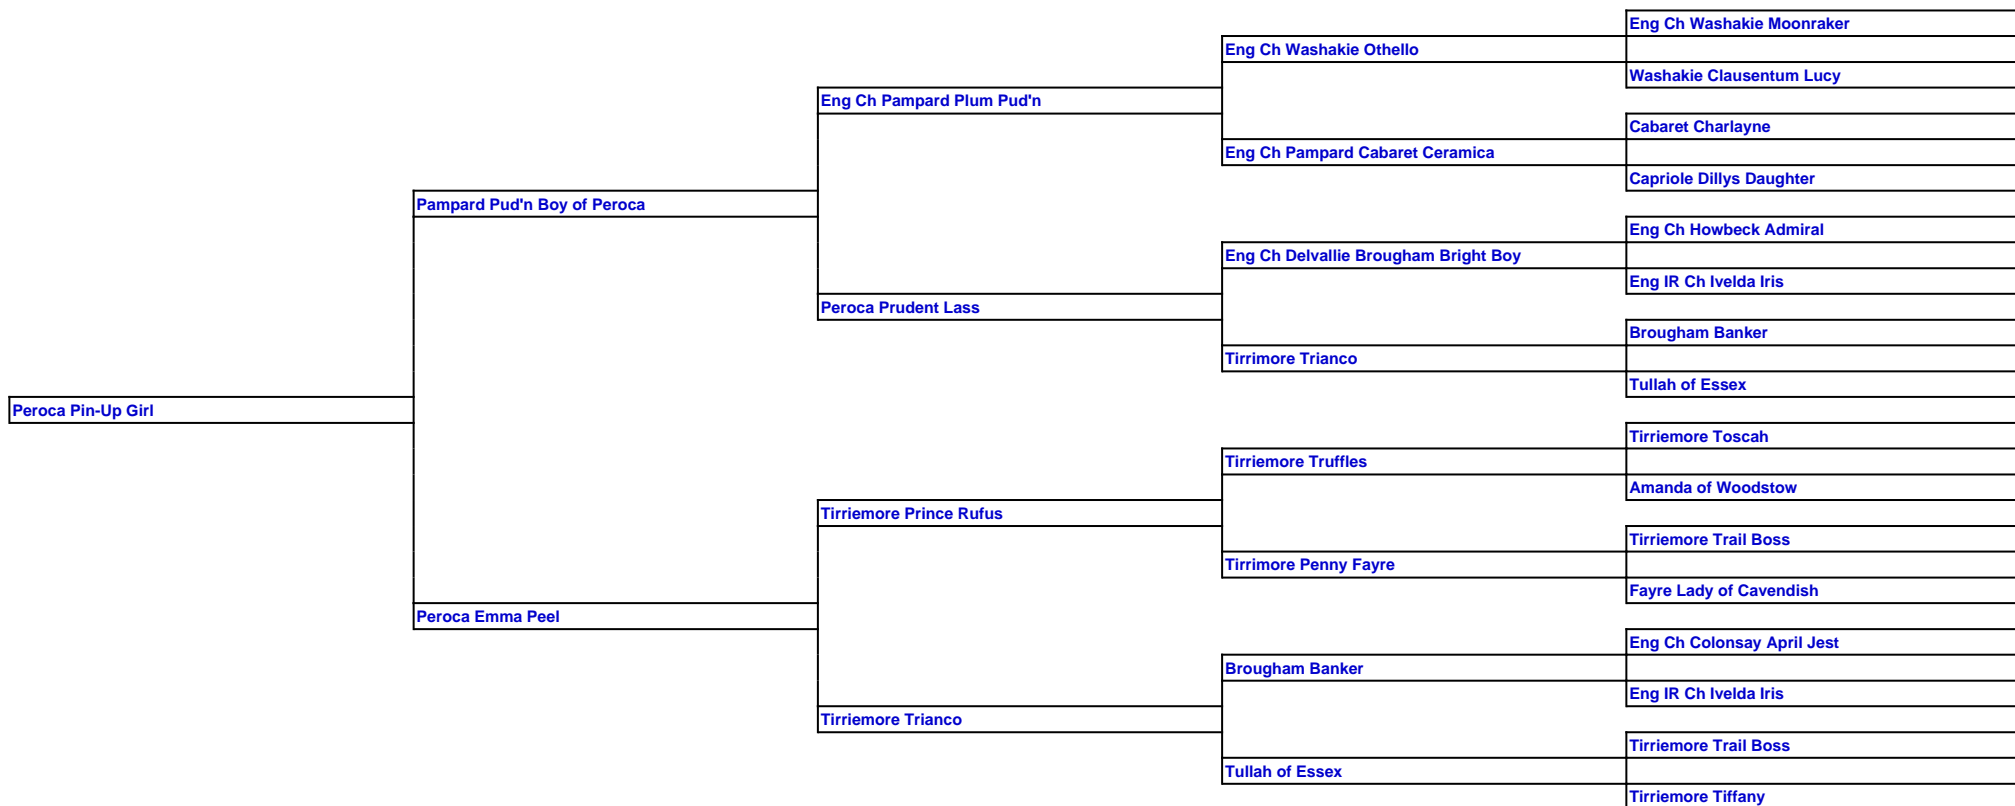 Eng Ch Washakie Moonraker
Eng Ch Washakie Othello
Washakie Clausentum Lucy
Eng Ch Pampard Plum Pud'n
Cabaret Charlayne
Eng Ch Pampard Cabaret Ceramica
Capriole Dillys Daughter
Pampard Pud'n Boy of Peroca
Eng Ch Howbeck Admiral
Eng Ch Delvallie Brougham Bright Boy
Eng IR Ch Ivelda Iris
Peroca Prudent Lass
Brougham Banker
Tirrimore Trianco
Tullah of Essex
Peroca Pin-Up Girl
Tirriemore Toscah
Tirriemore Truffles
Amanda of Woodstow
Tirriemore Prince Rufus
Tirriemore Trail Boss
Tirrimore Penny Fayre
Fayre Lady of Cavendish
Peroca Emma Peel
Eng Ch Colonsay April Jest
Brougham Banker
Eng IR Ch Ivelda Iris
Tirriemore Trianco
Tirriemore Trail Boss
Tullah of Essex
Tirriemore Tiffany